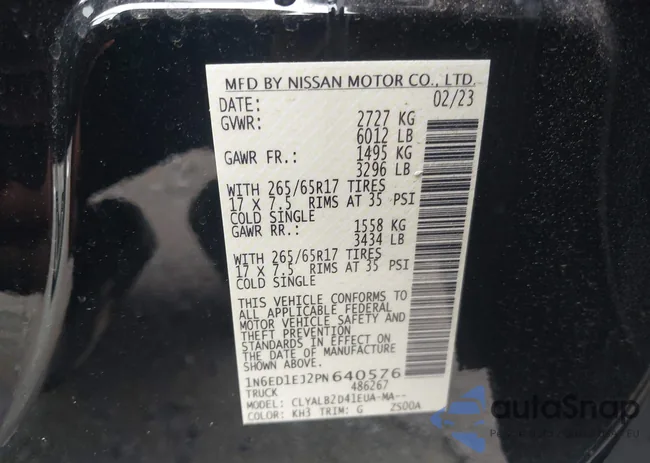 MFD BY NISSAN MOTOR CO., LTD.
DATE: 02/23
GVWR: 2727 KG
6012 LB
GAWR FR.: 1495 KG
3296 LB
WITH 265/65R17 TIRES
17 X 7.5 RIMS AT 35 PSI
COLD SINGLE
GAWR RR.: 1558 KG
3434 LB
WITH 265/65R17 TIRES
17 X 7.5 RIMS AT 35 PSI
COLD SINGLE
THIS VEHICLE CONFORMS TO
ALL APPLICABLE FEDERAL
MOTOR VEHICLE SAFETY AND
THEFT PREVENTION
STANDARDS IN EFFECT ON
THE DATE OF MANUFACTURE
SHOWN ABOVE.
1N6ED1EJ2PN640576
TRUCK 486267
MODEL: CLYALB2D41EUA-MA--
COLOR: KH3 TRIM: G 2S00A
autaSnap